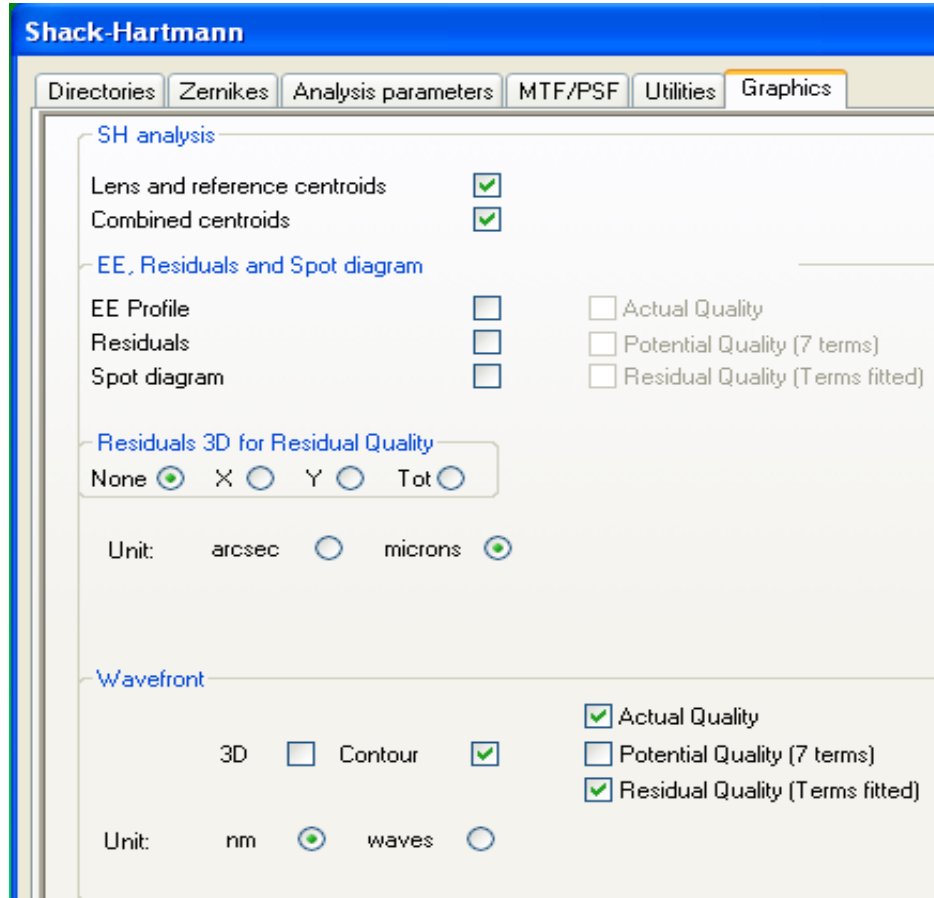 Shack-Hartmann
Directories Zernikes Analysis parameters MTF/PSF Utilities Graphics
SH analysis
Lens and reference centroids
Combined centroids
EE, Residuals and Spot diagram
EE Profile Actual Quality
Residuals Potential Quality (7 terms)
Spot diagram Residual Quality (Terms fitted)
Residuals 3D for Residual Quality
None X Y Tot
Unit: arcsec microns
Wavefront
Actual Quality
3D Contour Potential Quality (7 terms)
Residual Quality (Terms fitted)
Unit: nm waves